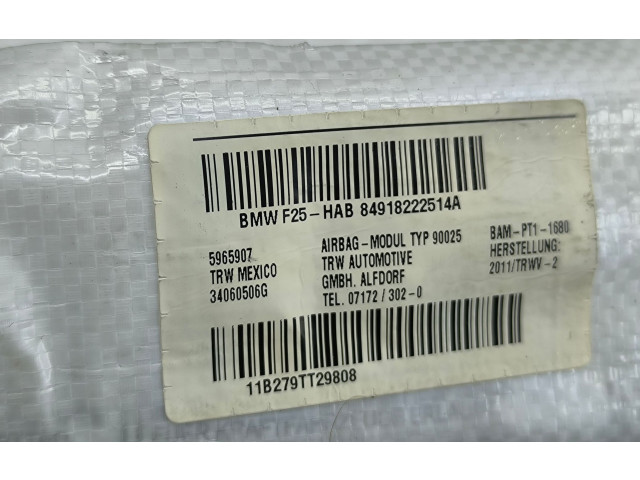 BMW F25-HAB 84918222514A
5965907
TRW MEXICO
34060506G
AIRBAG-MODUL TYP 90025
TRW AUTOMOTIVE
GMBH. ALFDORF
TEL. 07172 / 302-0
BAM-PT1-1680
HERSTELLUNG:
2011/TRWV-2
11B279TT29808